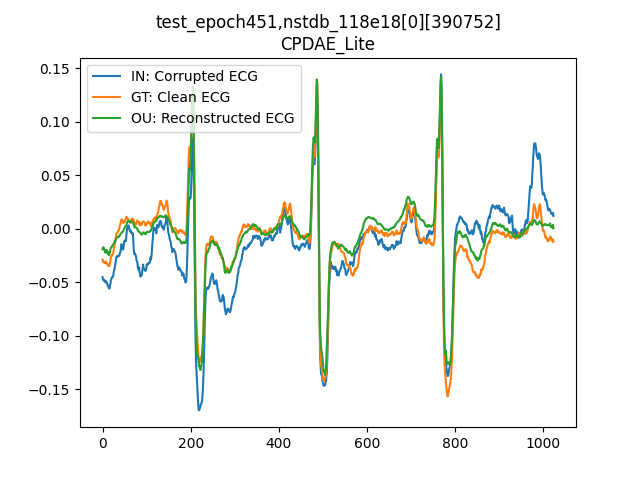 test_epoch451,nstdb_118e18[0][390752]
CPDAE_Lite
IN: Corrupted ECG
GT: Clean ECG
OU: Reconstructed ECG
0.15
0.10
0.05
0.00
−0.05
−0.10
−0.15
0 200 400 600 800 1000